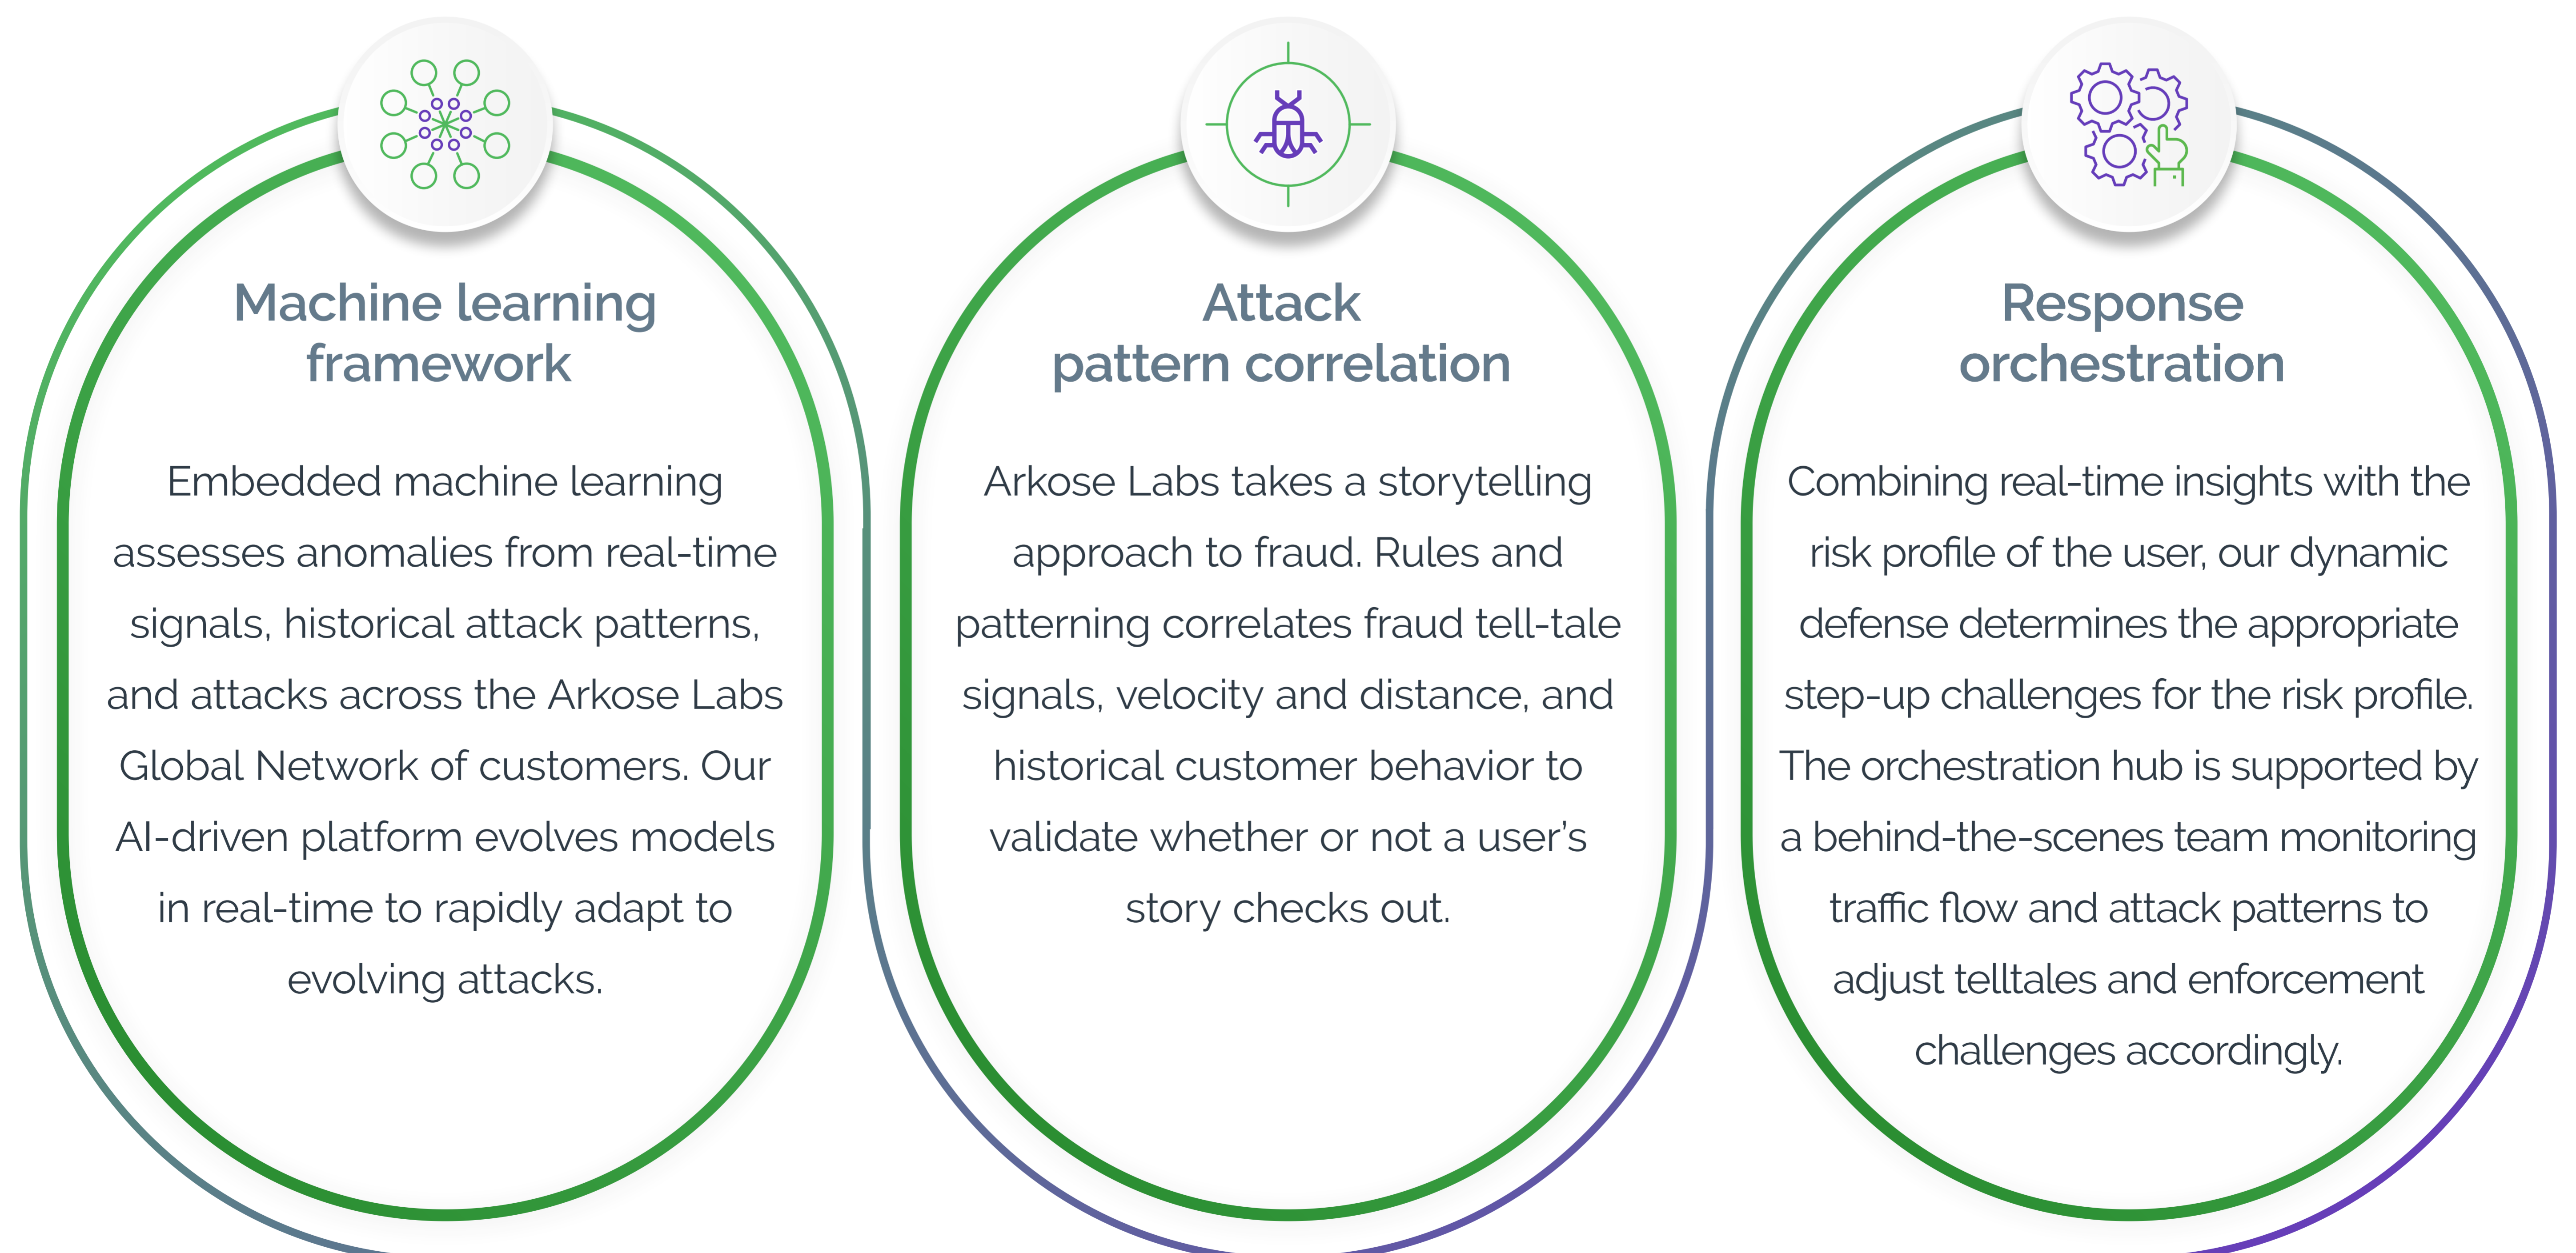 Machine learning
framework
Embedded machine learning
assesses anomalies from real-time
signals, historical attack patterns,
and attacks across the Arkose Labs
Global Network of customers. Our
AI-driven platform evolves models
in real-time to rapidly adapt to
evolving attacks.
Attack
pattern correlation
Arkose Labs takes a storytelling
approach to fraud. Rules and
patterning correlates fraud tell-tale
signals, velocity and distance, and
historical customer behavior to
validate whether or not a user’s
story checks out.
Response
orchestration
Combining real-time insights with the
risk profile of the user, our dynamic
defense determines the appropriate
step-up challenges for the risk profile.
The orchestration hub is supported by
a behind-the-scenes team monitoring
traffic flow and attack patterns to
adjust telltales and enforcement
challenges accordingly.